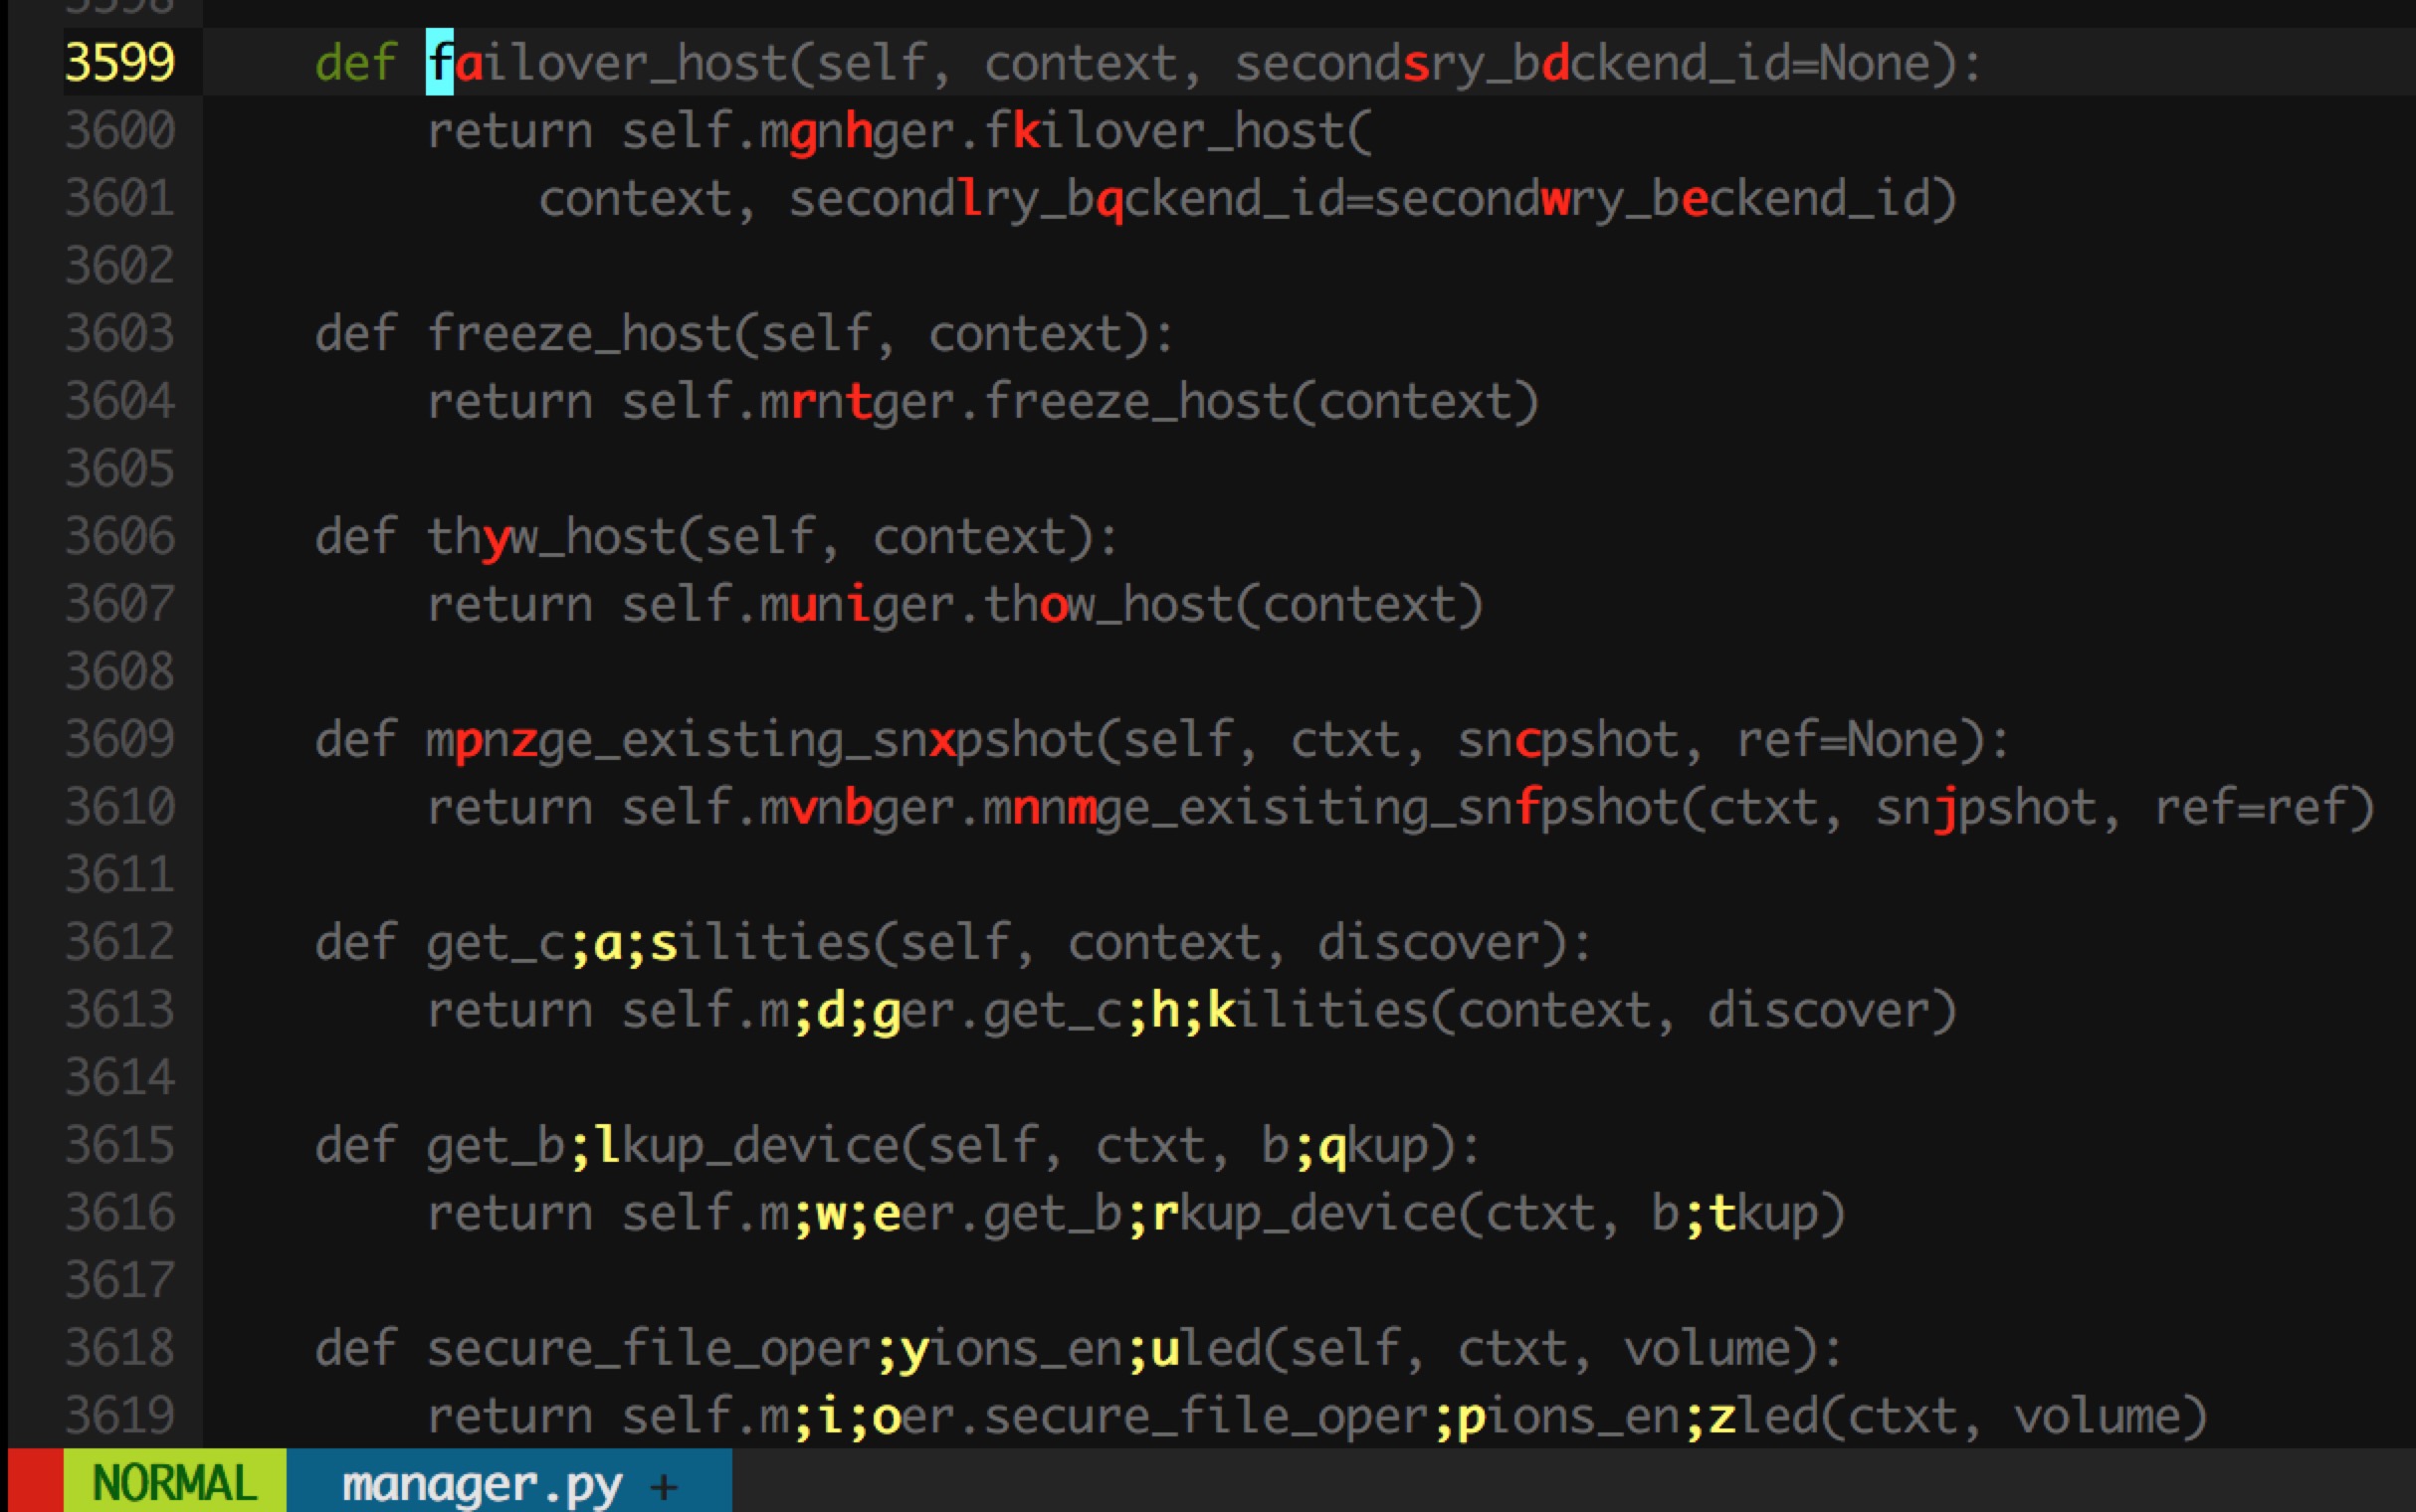 3598
3599 def failover_host(self, context, secondsry_bdckend_id=None):
3600 return self.mgnhger.fkilover_host(
3601 context, secondlry_bqckend_id=secondwry_beckend_id)
3602
3603 def freeze_host(self, context):
3604 return self.mrntger.freeze_host(context)
3605
3606 def thyw_host(self, context):
3607 return self.muniger.thow_host(context)
3608
3609 def mpnzge_existing_snxpshot(self, ctxt, sncpshot, ref=None):
3610 return self.mvnbger.mnnmge_exisiting_snfpshot(ctxt, snjpshot, ref=ref)
3611
3612 def get_c;a;silities(self, context, discover):
3613 return self.m;d;ger.get_c;h;kilities(context, discover)
3614
3615 def get_b;lkup_device(self, ctxt, b;qkup):
3616 return self.m;w;eer.get_b;rkup_device(ctxt, b;tkup)
3617
3618 def secure_file_oper;yions_en;uled(self, ctxt, volume):
3619 return self.m;i;oer.secure_file_oper;pions_en;zled(ctxt, volume)
NORMAL manager.py +